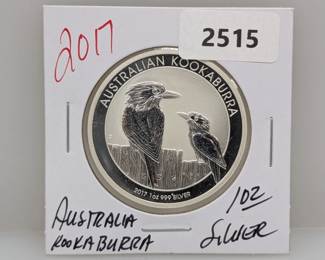 2017
2515
AUSTRALIAN KOOKABURRA
2017 1oz 999 SILVER
AUSTRALIA
KOOKABURRA
1OZ
SILVER